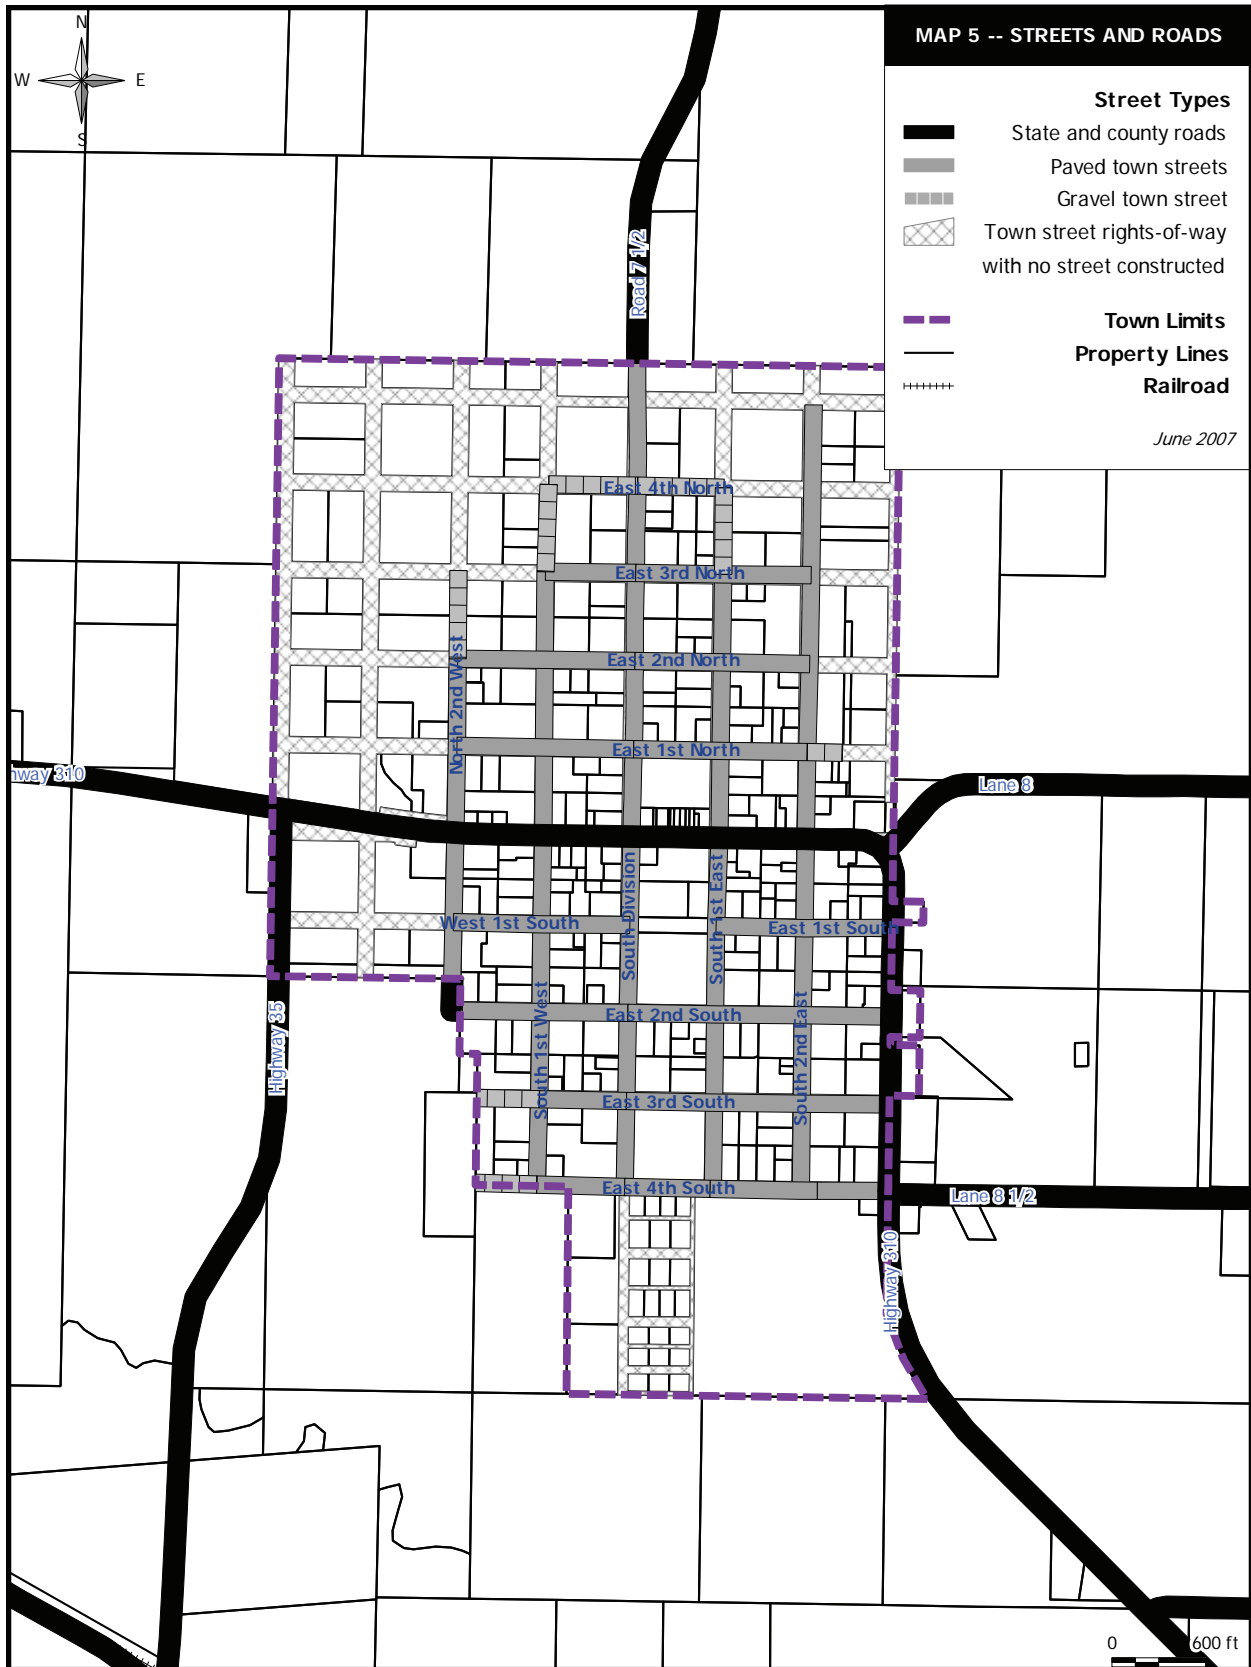 MAP 5 -- STREETS AND ROADS
N
W
E
S
Street Types
State and county roads
Paved town streets
Gravel town street
Town street rights-of-way
with no street constructed
Town Limits
Property Lines
Railroad
June 2007
Road 7 1/2
East 4th North
East 3rd North
East 2nd North
North 2nd West
East 1st North
hway 310
Lane 8
South Division
South 1st East
West 1st South
East 1st South
South 1st West
East 2nd South
South 2nd East
Highway 35
East 3rd South
East 4th South
Lane 8 1/2
Highway 310
0
600 ft